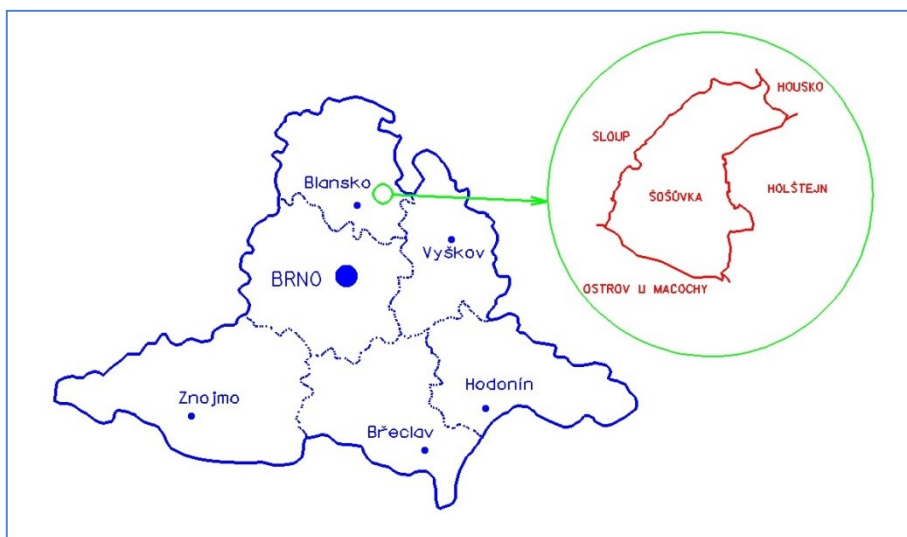 HOUSKO
SLOUP
Blansko
HOLŠTEJN
ŠOŠŮVKA
Vyškov
BRNO
OSTROV U MACOCHY
Znojmo
Hodonín
Břeclav